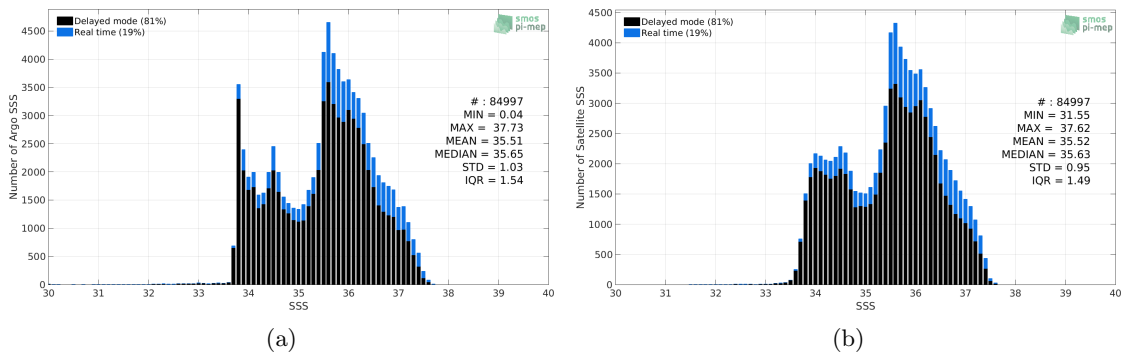 Delayed mode (81%)
Real time (19%)
smos
pi-mep
4500
4000
3500
3000
2500
2000
1500
1000
500
0
Number of Argo SSS
# : 84997
MIN = 0.04
MAX = 37.73
MEAN = 35.51
MEDIAN = 35.65
STD = 1.03
IQR = 1.54
30 31 32 33 34 35 36 37 38 39 40
SSS
(a)
Delayed mode (81%)
Real time (19%)
smos
pi-mep
4500
4000
3500
3000
2500
2000
1500
1000
500
0
Number of Satellite SSS
# : 84997
MIN = 31.55
MAX = 37.62
MEAN = 35.52
MEDIAN = 35.63
STD = 0.95
IQR = 1.49
30 31 32 33 34 35 36 37 38 39 40
SSS
(b)